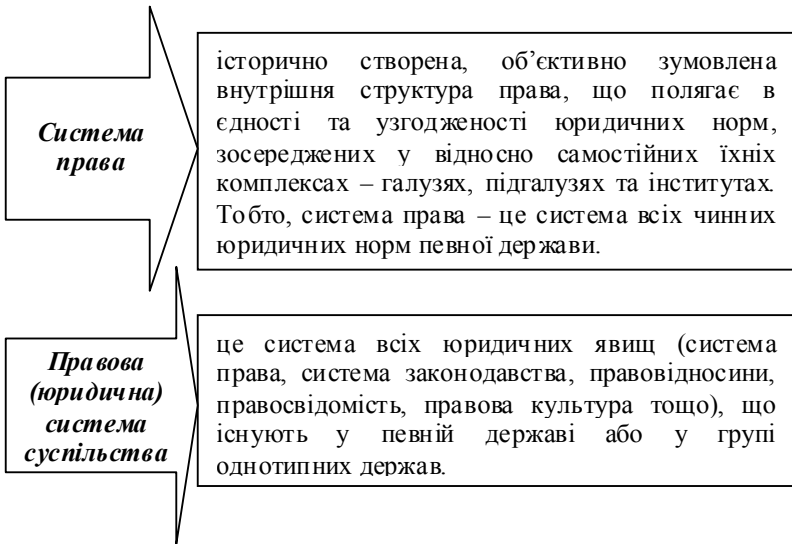 Система
права
історично створена, об’єктивно зумовлена
внутрішня структура права, що полягає в
єдності та узгодженості юридичних норм,
зосереджених у відносно самостійних їхніх
комплексах – галузях, підгалузях та інститутах.
Тобто, система права – це система всіх чинних
юридичних норм певної держави.
Правова
(юридична)
система
суспільства
це система всіх юридичних явищ (система
права, система законодавства, правовідносини,
правосвідомість, правова культура тощо), що
існують у певній державі або у групі
однотипних держав.